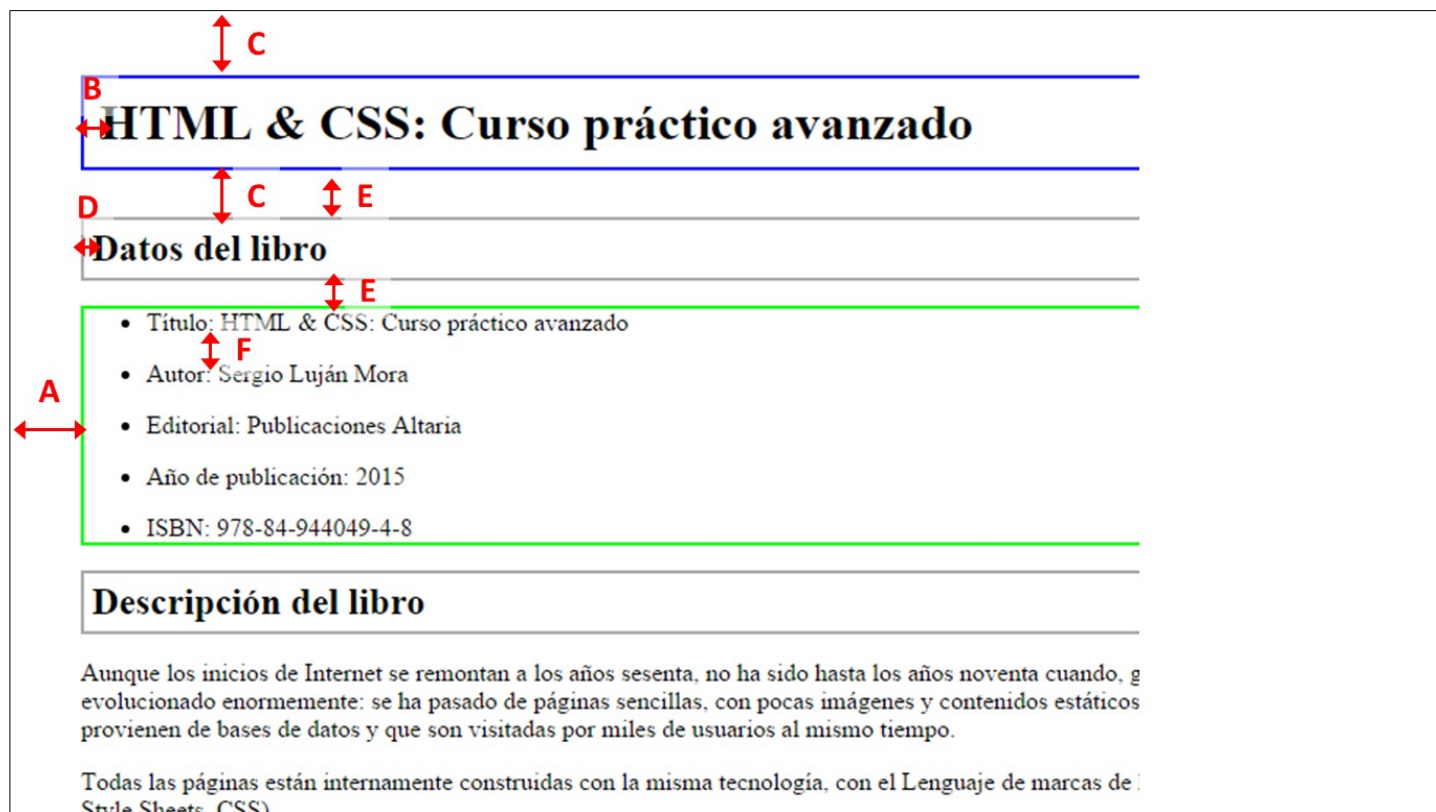 C
B
HTML & CSS: Curso práctico avanzado
C E
D
Datos del libro
E
• Título: HTML & CSS: Curso práctico avanzado
F
• Autor: Sergio Luján Mora
A
• Editorial: Publicaciones Altaria
• Año de publicación: 2015
• ISBN: 978-84-944049-4-8
Descripción del libro
Aunque los inicios de Internet se remontan a los años sesenta, no ha sido hasta los años noventa cuando, g
evolucionado enormemente: se ha pasado de páginas sencillas, con pocas imágenes y contenidos estáticos
provienen de bases de datos y que son visitadas por miles de usuarios al mismo tiempo.
Todas las páginas están internamente construidas con la misma tecnología, con el Lenguaje de marcas de
Style Sheets, CSS)